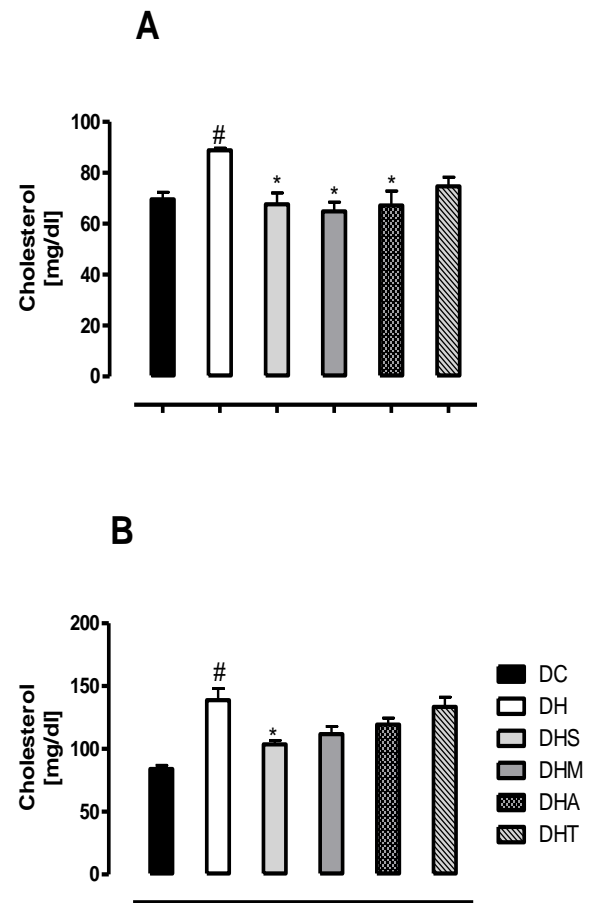 A
100
80
60
40
20
0
Cholesterol
[mg/dl]
#
*
*
*
B
200
150
100
50
0
Cholesterol
[mg/dl]
#
*
DC
DH
DHS
DHM
DHA
DHT